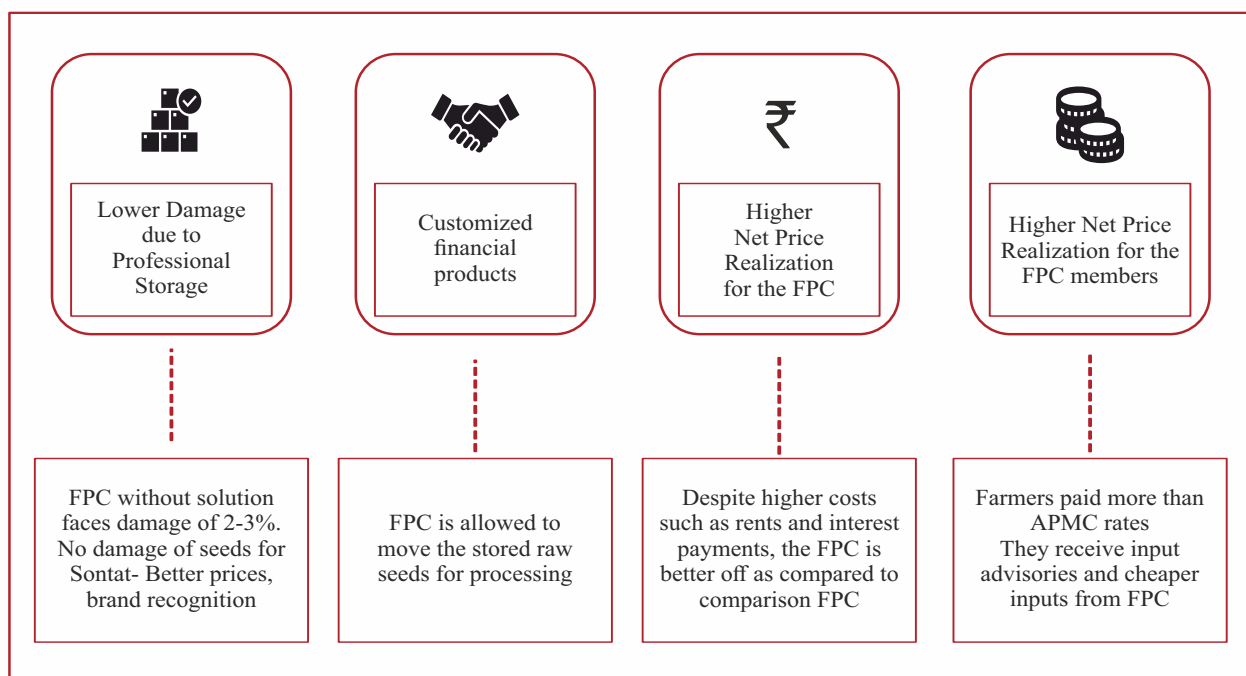 Lower Damage
due to
Professional
Storage
Customized
financial
products
₹
Higher
Net Price
Realization
for the FPC
Higher Net Price
Realization for the
FPC members
FPC without solution
faces damage of 2-3%.
No damage of seeds for
Sontat- Better prices,
brand recognition
FPC is allowed to
move the stored raw
seeds for processing
Despite higher costs
such as rents and interest
payments, the FPC is
better off as compared to
comparison FPC
Farmers paid more than
APMC rates
They receive input
advisories and cheaper
inputs from FPC